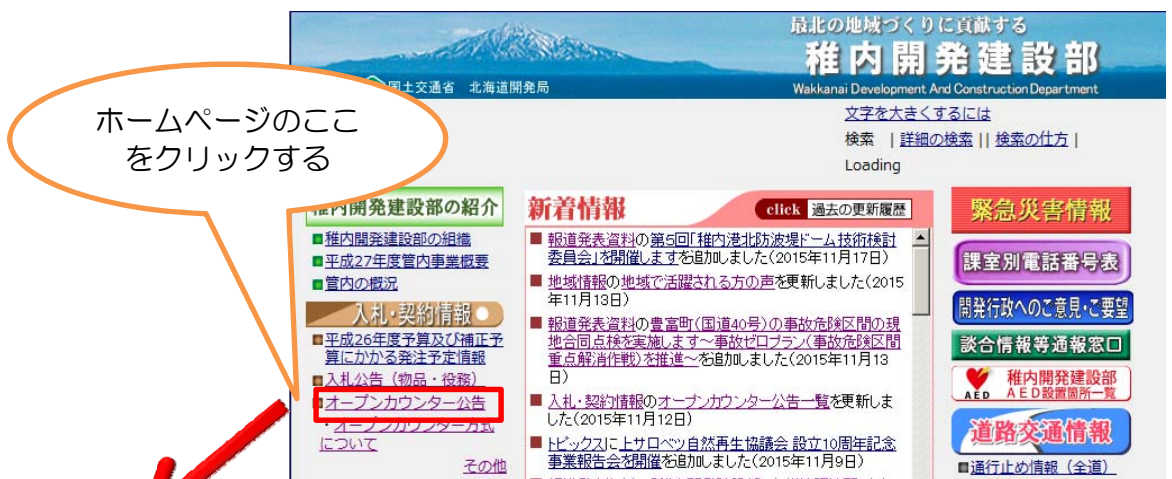 最北の地域づくりに貢献する
稚内開発建設部
国土交通省 北海道開発局
Wakkanai Development And Construction Department
ホームページのここ
をクリックする
文字を大きくするには
検索 | 詳細の検索 || 検索の仕方 |
Loading
稚内開発建設部の紹介
■稚内開発建設部の組織
■平成27年度管内事業概要
■管内の概況
入札・契約情報
■平成26年度予算及び補正予
算にかかる発注予定情報
■入札公告（物品・役務）
■オープンカウンター公告
・オープンカウンター方式
について
その他
新着情報
click 過去の更新履歴
■ 報道発表資料の第5回「稚内港北防波堤ドーム技術検討
委員会」を開催しますを追加しました(2015年11月17日)
■ 地域情報の地域で活躍される方の声を更新しました(2015
年11月13日)
■ 報道発表資料の豊富町(国道40号)の事故危険区間の現
地合同点検を実施します～事故ゼロプラン(事故危険区間
重点解消作戦)を推進～を追加しました(2015年11月13
日)
■ 入札・契約情報のオープンカウンター公告一覧を更新しま
した(2015年11月12日)
■ トピックスに上サロベツ自然再生協議会 設立10周年記念
事業報告会を開催を追加しました(2015年11月9日)
緊急災害情報
課室別電話番号表
開発行政へのご意見・ご要望
談合情報等通報窓口
稚内開発建設部
AED AED設置箇所一覧
道路交通情報
■通行止め情報（全道）